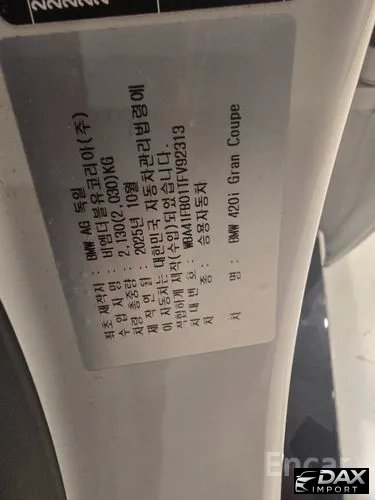 최초 제작사 : BMW AG 독일
수 입 자 명 : 비엠더블유코리아(주)
차량 총중량 : 2,130(2,030)KG
제 작 연 월 : 2025년 10월
이 자동차는 대한민국 자동차관리법령에
적합하게 제작(수입)되었습니다.
차 대 번 호 : WBA41FB01TFV92313
차 종 : 승용자동차
차 명 : BMW 420i Gran Coupe
Encar
DAX
IMPORT